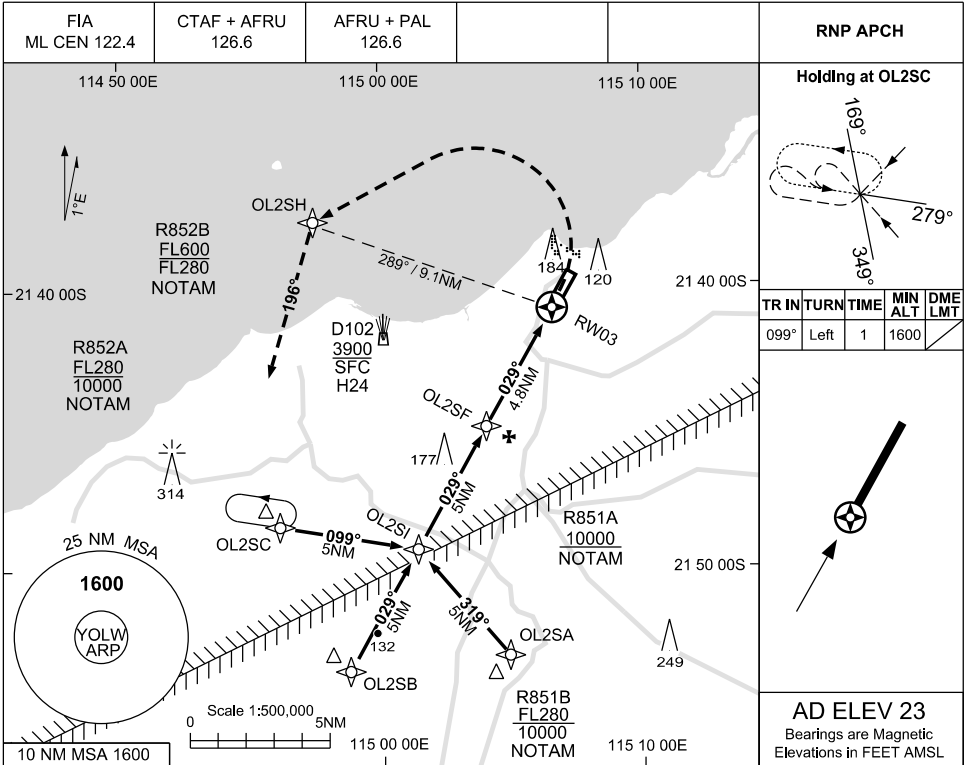 FIA
ML CEN 122.4
CTAF + AFRU
126.6
AFRU + PAL
126.6
RNP APCH
114 50 00E
115 00 00E
115 10 00E
1°E
OL2SH
R852B
FL600
FL280
NOTAM
289° / 9.1NM
184
120
21 40 00S
21 40 00S
196°
RW03
D102
3900
SFC
H24
R852A
FL280
10000
NOTAM
029°
4.8NM
OL2SF
177
314
029°
5NM
OL2SI
OL2SC
099°
5NM
R851A
10000
NOTAM
21 50 00S
25 NM MSA
1600
YOLW
ARP
029°
5NM
319°
5NM
132
OL2SA
OL2SB
249
R851B
FL280
10000
NOTAM
Scale 1:500,000
0
5NM
10 NM MSA 1600
115 00 00E
115 10 00E
Holding at OL2SC
169°
279°
349°
TR IN TURN TIME MIN ALT DME LMT
099° Left 1 1600
AD ELEV 23
Bearings are Magnetic
Elevations in FEET AMSL